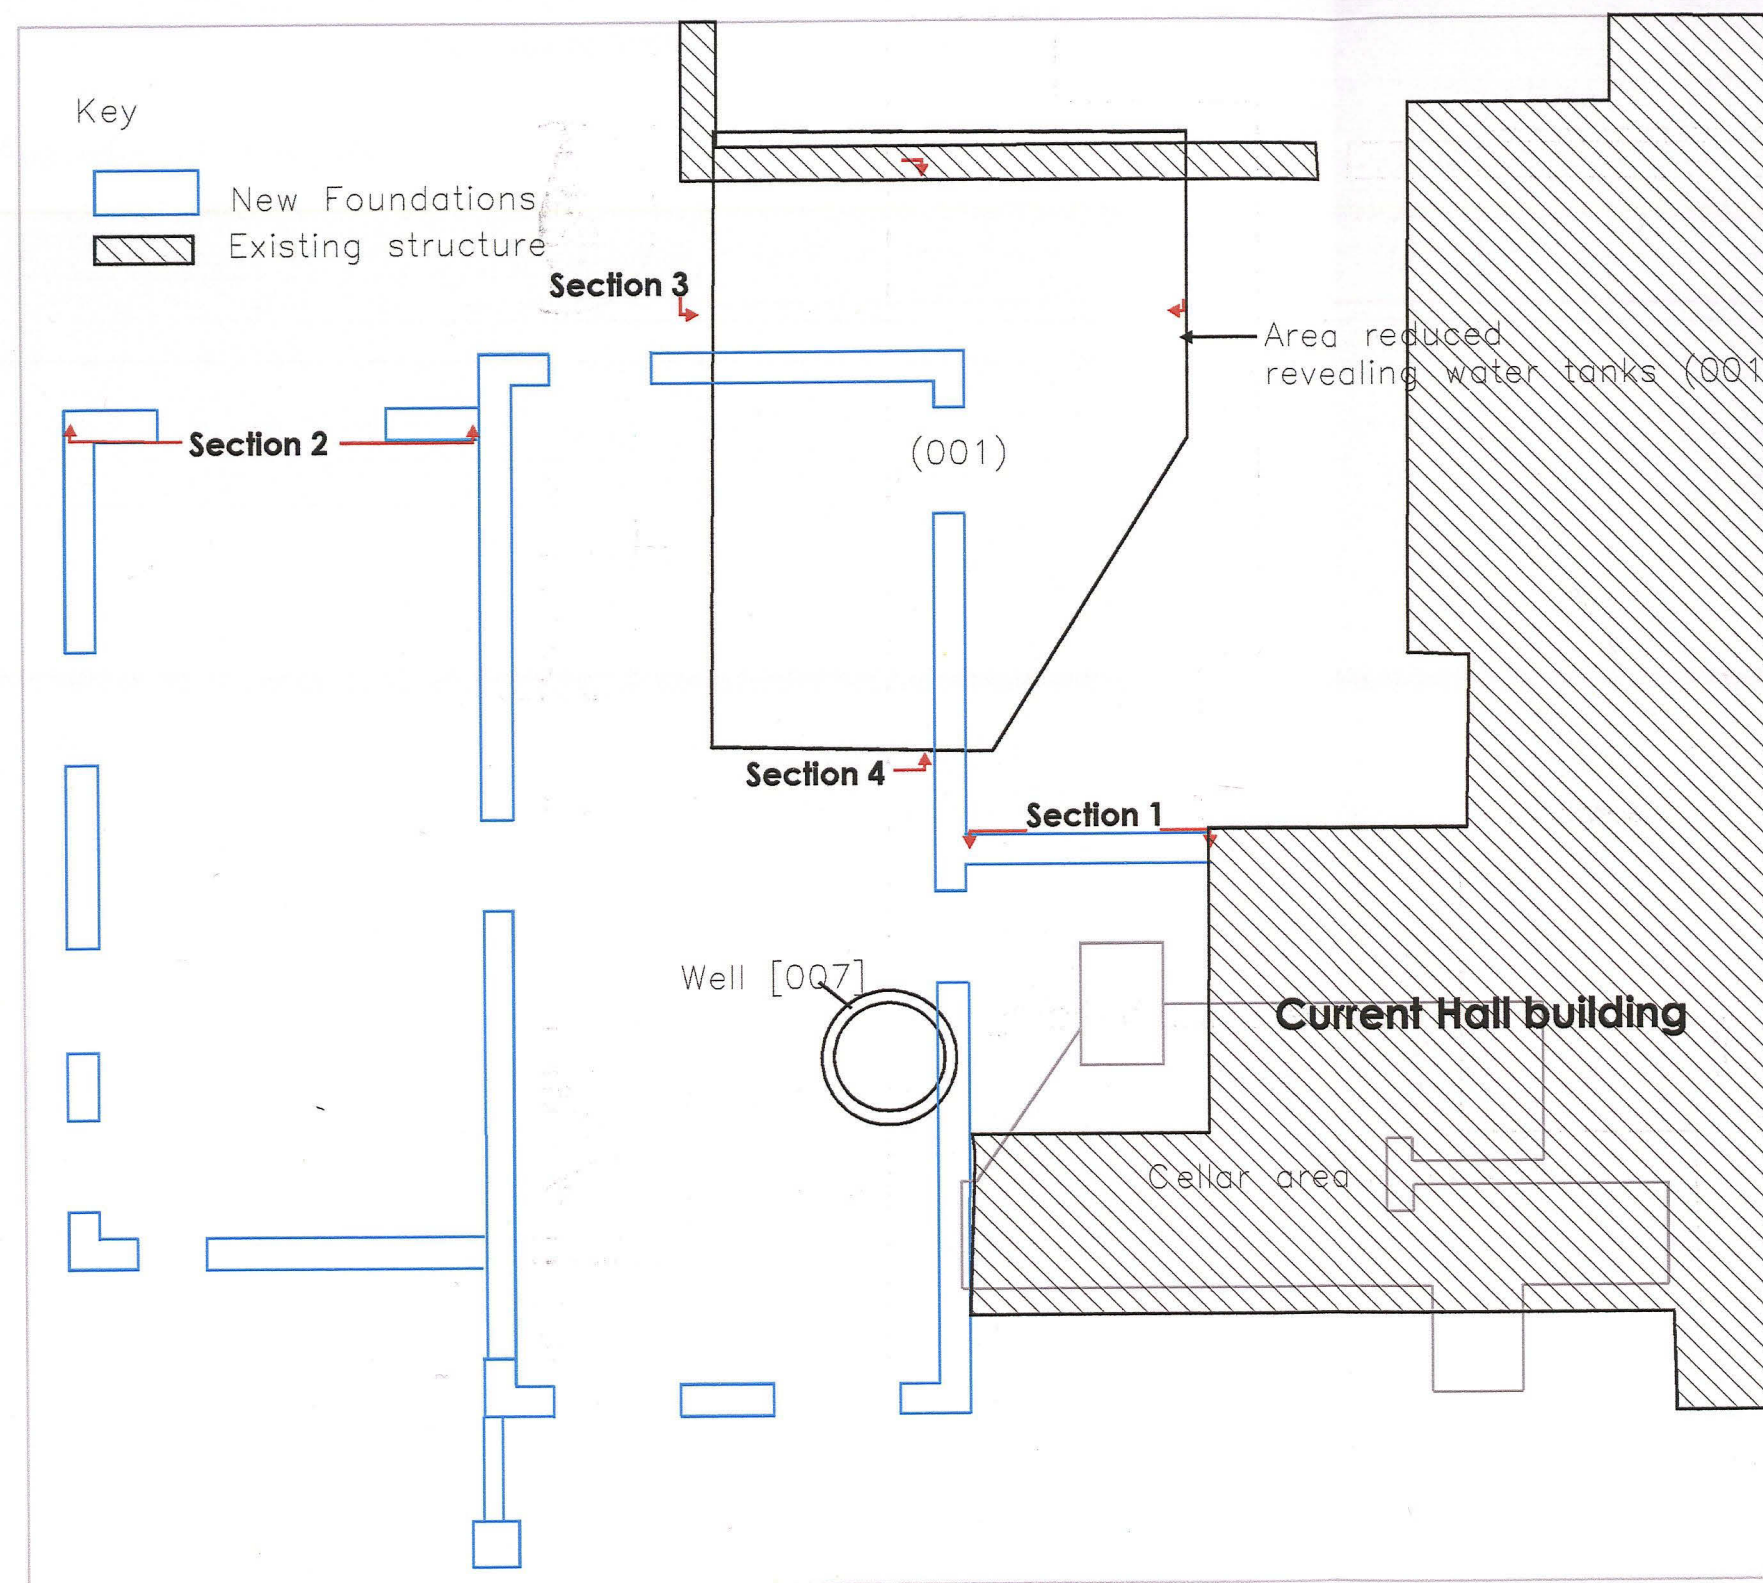 Key
New Foundations
Existing structure
Section 3
Area reduced
revealing water tanks (001
Section 2
(001)
Section 4
Section 1
Well [007]
Current Hall building
Cellar area